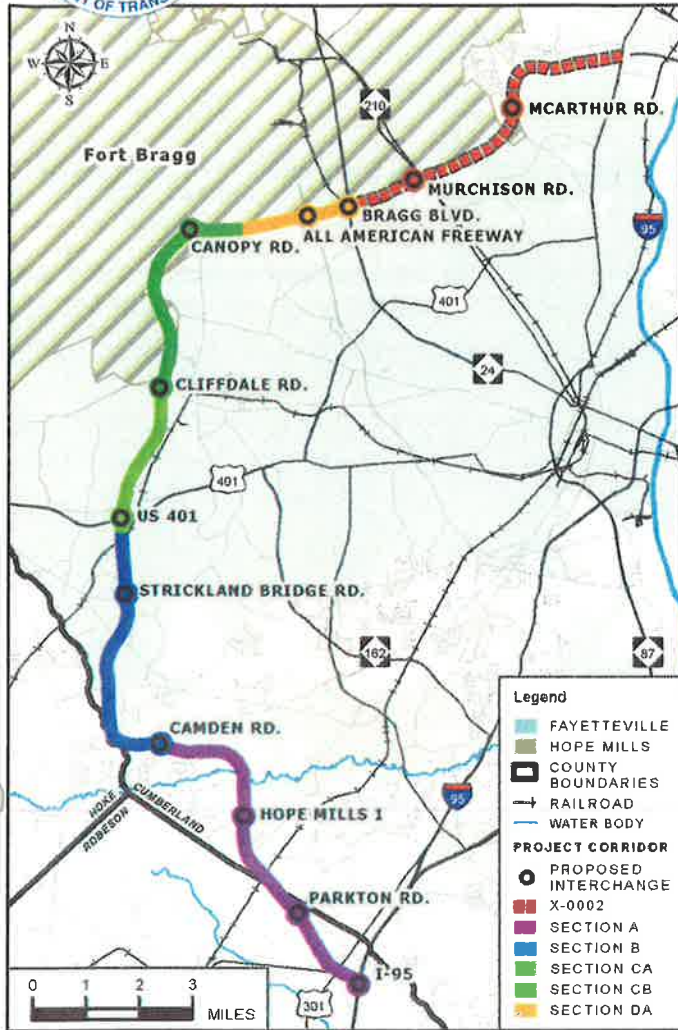 OF TRANS
N
W E
S
Fort Bragg
210
MCARTHUR RD.
MURCHISON RD.
BRAGG BLVD.
ALL AMERICAN FREEWAY
CANOPY RD.
95
401
24
CLIFFDALE RD.
401
US 401
STRICKLAND BRIDGE RD.
162
87
CAMDEN RD.
HOKE
CUMBERLAND
ROBESON
HOPE MILLS 1
95
PARKTON RD.
I-95
301
0 1 2 3
MILES
Legend
FAYETTEVILLE
HOPE MILLS
COUNTY
BOUNDARIES
RAILROAD
WATER BODY
PROJECT CORRIDOR
PROPOSED
INTERCHANGE
X-0002
SECTION A
SECTION B
SECTION CA
SECTION CB
SECTION DA